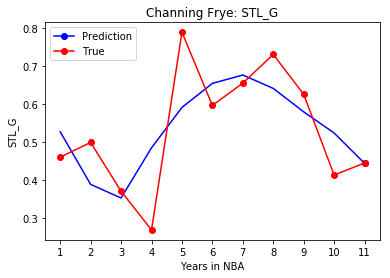 Channing Frye: STL_G
Prediction
True
STL_G
0.8
0.7
0.6
0.5
0.4
0.3
1 2 3 4 5 6 7 8 9 10 11
Years in NBA